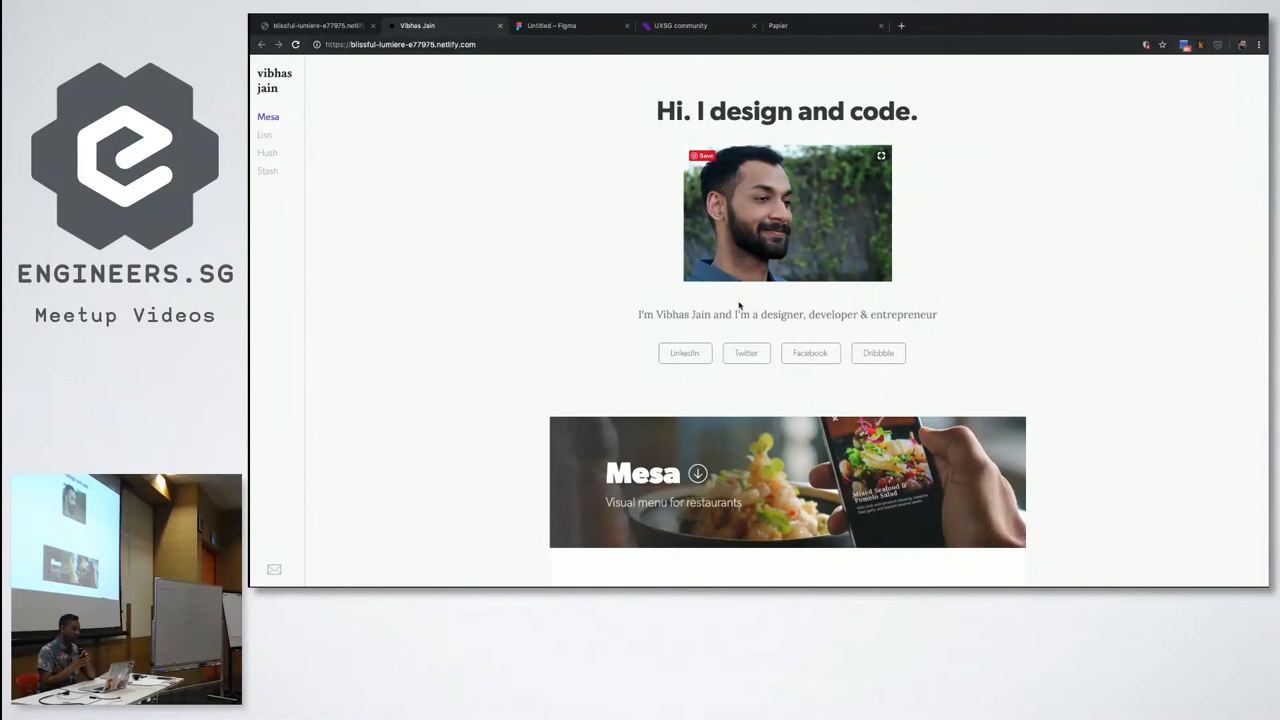 blissful-lumiere-e77975.netlif
Vibhas Jain
Untitled – Figma
UXSG community
Papier
https://blissful-lumiere-e77975.netlify.com
vibhas
jain
Mesa
Lisn
Hush
Stash
Hi. I design and code.
Save
I'm Vibhas Jain and I'm a designer, developer & entrepreneur
LinkedIn
Twitter
Facebook
Dribbble
Mesa
Visual menu for restaurants
Mixed Seafood &
Pomelo Salad
ENGINEERS.SG
Meetup Videos